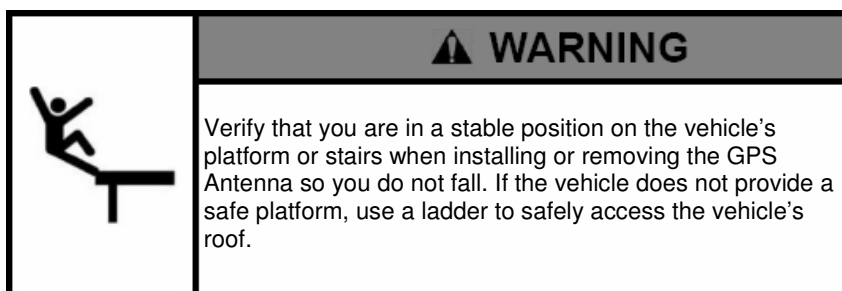 WARNING
Verify that you are in a stable position on the vehicle's
platform or stairs when installing or removing the GPS
Antenna so you do not fall. If the vehicle does not provide a
safe platform, use a ladder to safely access the vehicle's
roof.